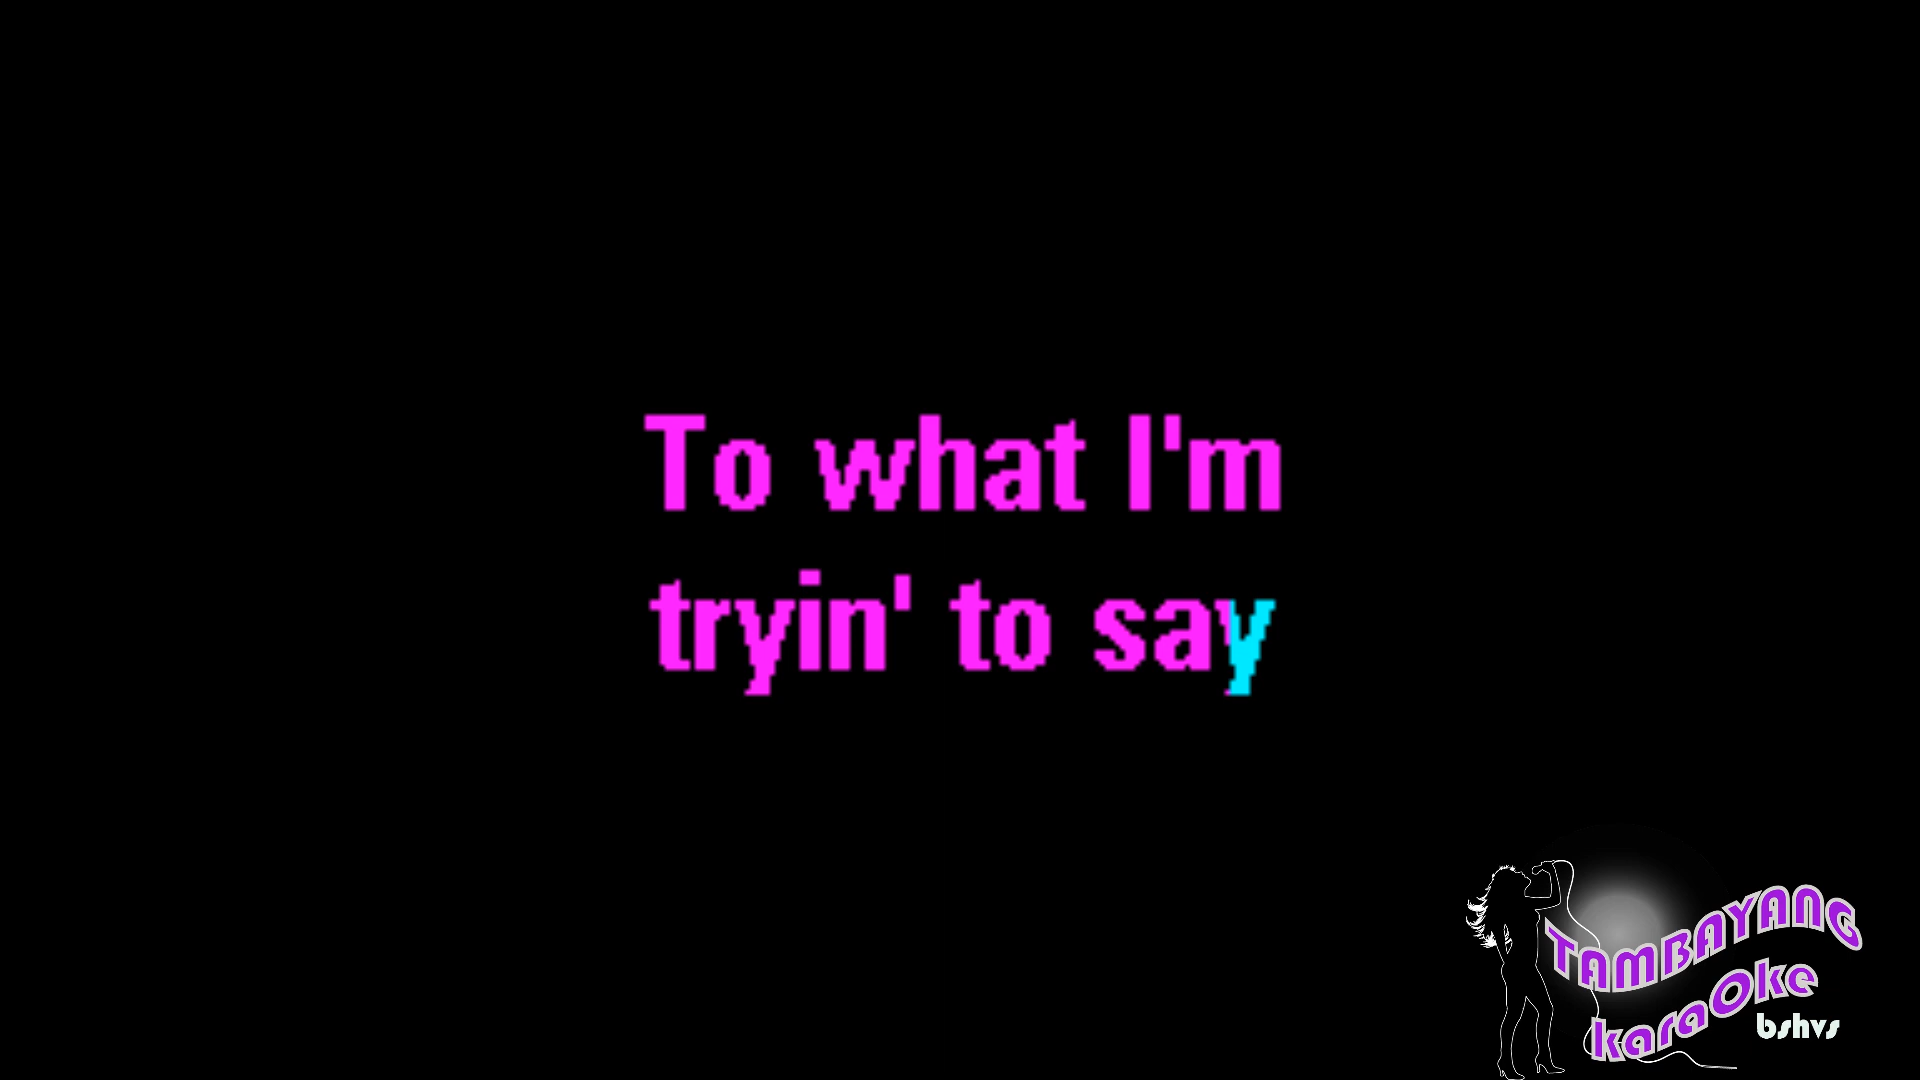 To what I'm
tryin' to say
TAMBAYANG
karaOke
bshvs